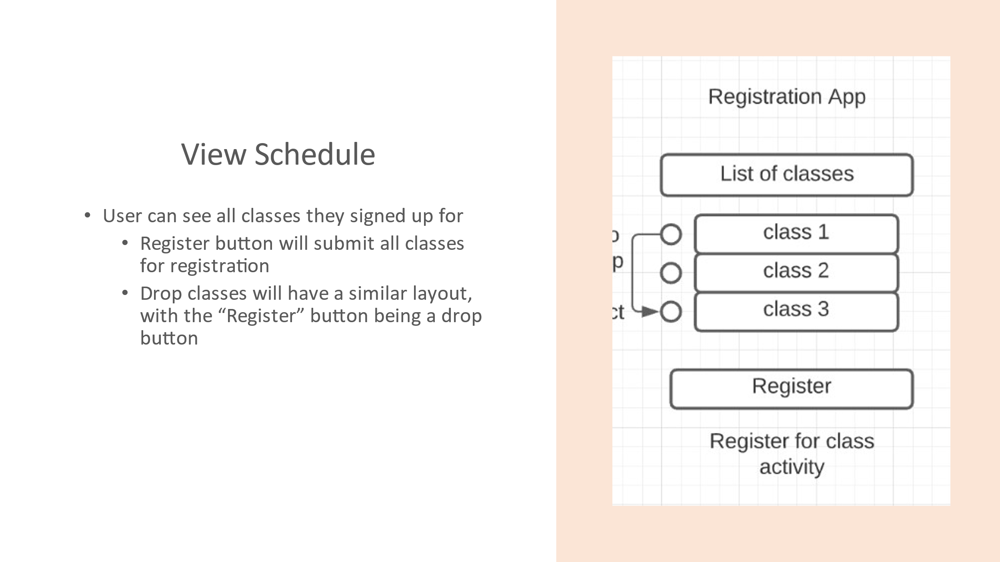 View Schedule
• User can see all classes they signed up for
• Register button will submit all classes
for registration
• Drop classes will have a similar layout,
with the “Register” button being a drop
button
Registration App
List of classes
class 1
p
class 2
ct
class 3
Register
Register for class
activity